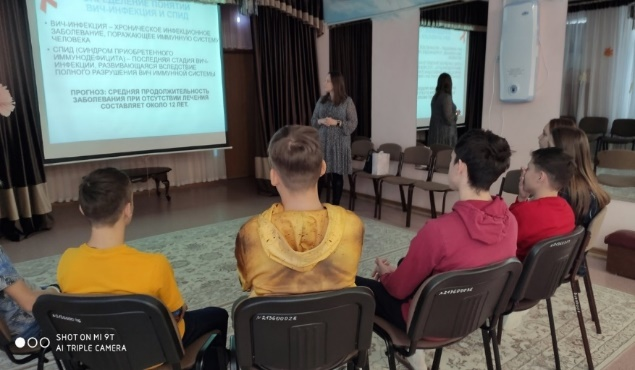 ОПРЕДЕЛЕНИЕ ПОНЯТИЙ
ВИЧ-ИНФЕКЦИЯ И СПИД
• ВИЧ-ИНФЕКЦИЯ – ХРОНИЧЕСКОЕ ИНФЕКЦИОННОЕ
ЗАБОЛЕВАНИЕ, ПОРАЖАЮЩЕЕ ИММУННУЮ СИСТЕМУ
ЧЕЛОВЕКА
• СПИД (СИНДРОМ ПРИОБРЕТЕННОГО
ИММУНОДЕФИЦИТА) – ПОСЛЕДНЯЯ СТАДИЯ ВИЧ-
ИНФЕКЦИИ, РАЗВИВАЮЩАЯСЯ ВСЛЕДСТВИЕ
ПОЛНОГО РАЗРУШЕНИЯ ВИЧ ИММУННОЙ СИСТЕМЫ
ПРОГНОЗ: СРЕДНЯЯ ПРОДОЛЖИТЕЛЬНОСТЬ
ЗАБОЛЕВАНИЯ ПРИ ОТСУТСТВИИ ЛЕЧЕНИЯ
СОСТАВЛЯЕТ ОКОЛО 12 ЛЕТ.
SHOT ON MI 9T
AI TRIPLE CAMERA